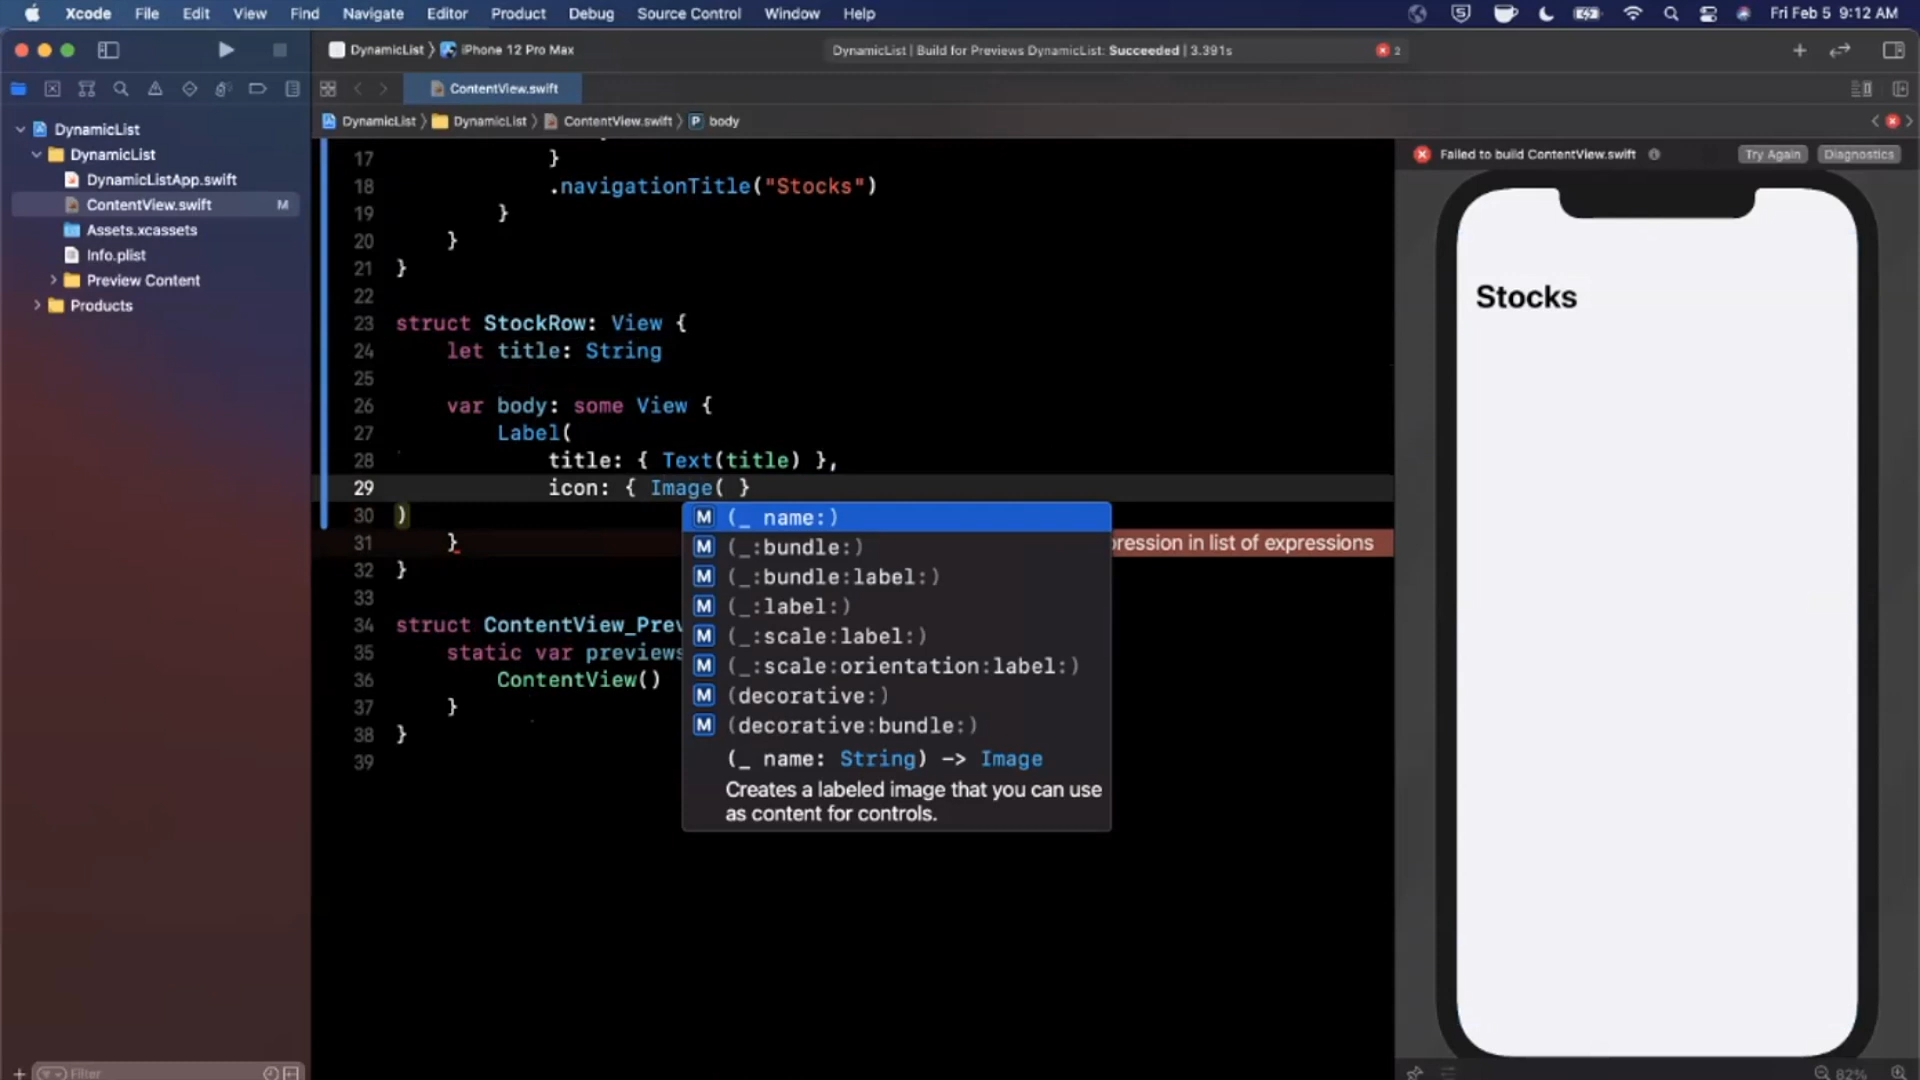 Xcode File Edit View Find Navigate Editor Product Debug Source Control Window Help Fri Feb 5 9:12 AM
DynamicList 〉 iPhone 12 Pro Max
DynamicList | Build for Previews DynamicList: Succeeded | 3.391s
2
ContentView.swift
DynamicList 〉 DynamicList 〉 ContentView.swift 〉 P body
DynamicList
DynamicList
DynamicListApp.swift
ContentView.swift M
Assets.xcassets
Info.plist
Preview Content
Products
Filter
17 }
18 .navigationTitle("Stocks")
19 }
20 }
21 }
22
23 struct StockRow: View {
24 let title: String
25
26 var body: some View {
27 Label(
28 title: { Text(title) },
29 icon: { Image( }
30 )
31 } pression in list of expressions
32 }
33
34 struct ContentView_Prev
35 static var previews
36 ContentView()
37 }
38 }
39
M (_ name:)
M (_:bundle:)
M (_:bundle:label:)
M (_:label:)
M (_:scale:label:)
M (_:scale:orientation:label:)
M (decorative:)
M (decorative:bundle:)
(_ name: String) -> Image
Creates a labeled image that you can use
as content for controls.
Failed to build ContentView.swift
Try Again
Diagnostics
Stocks
82%